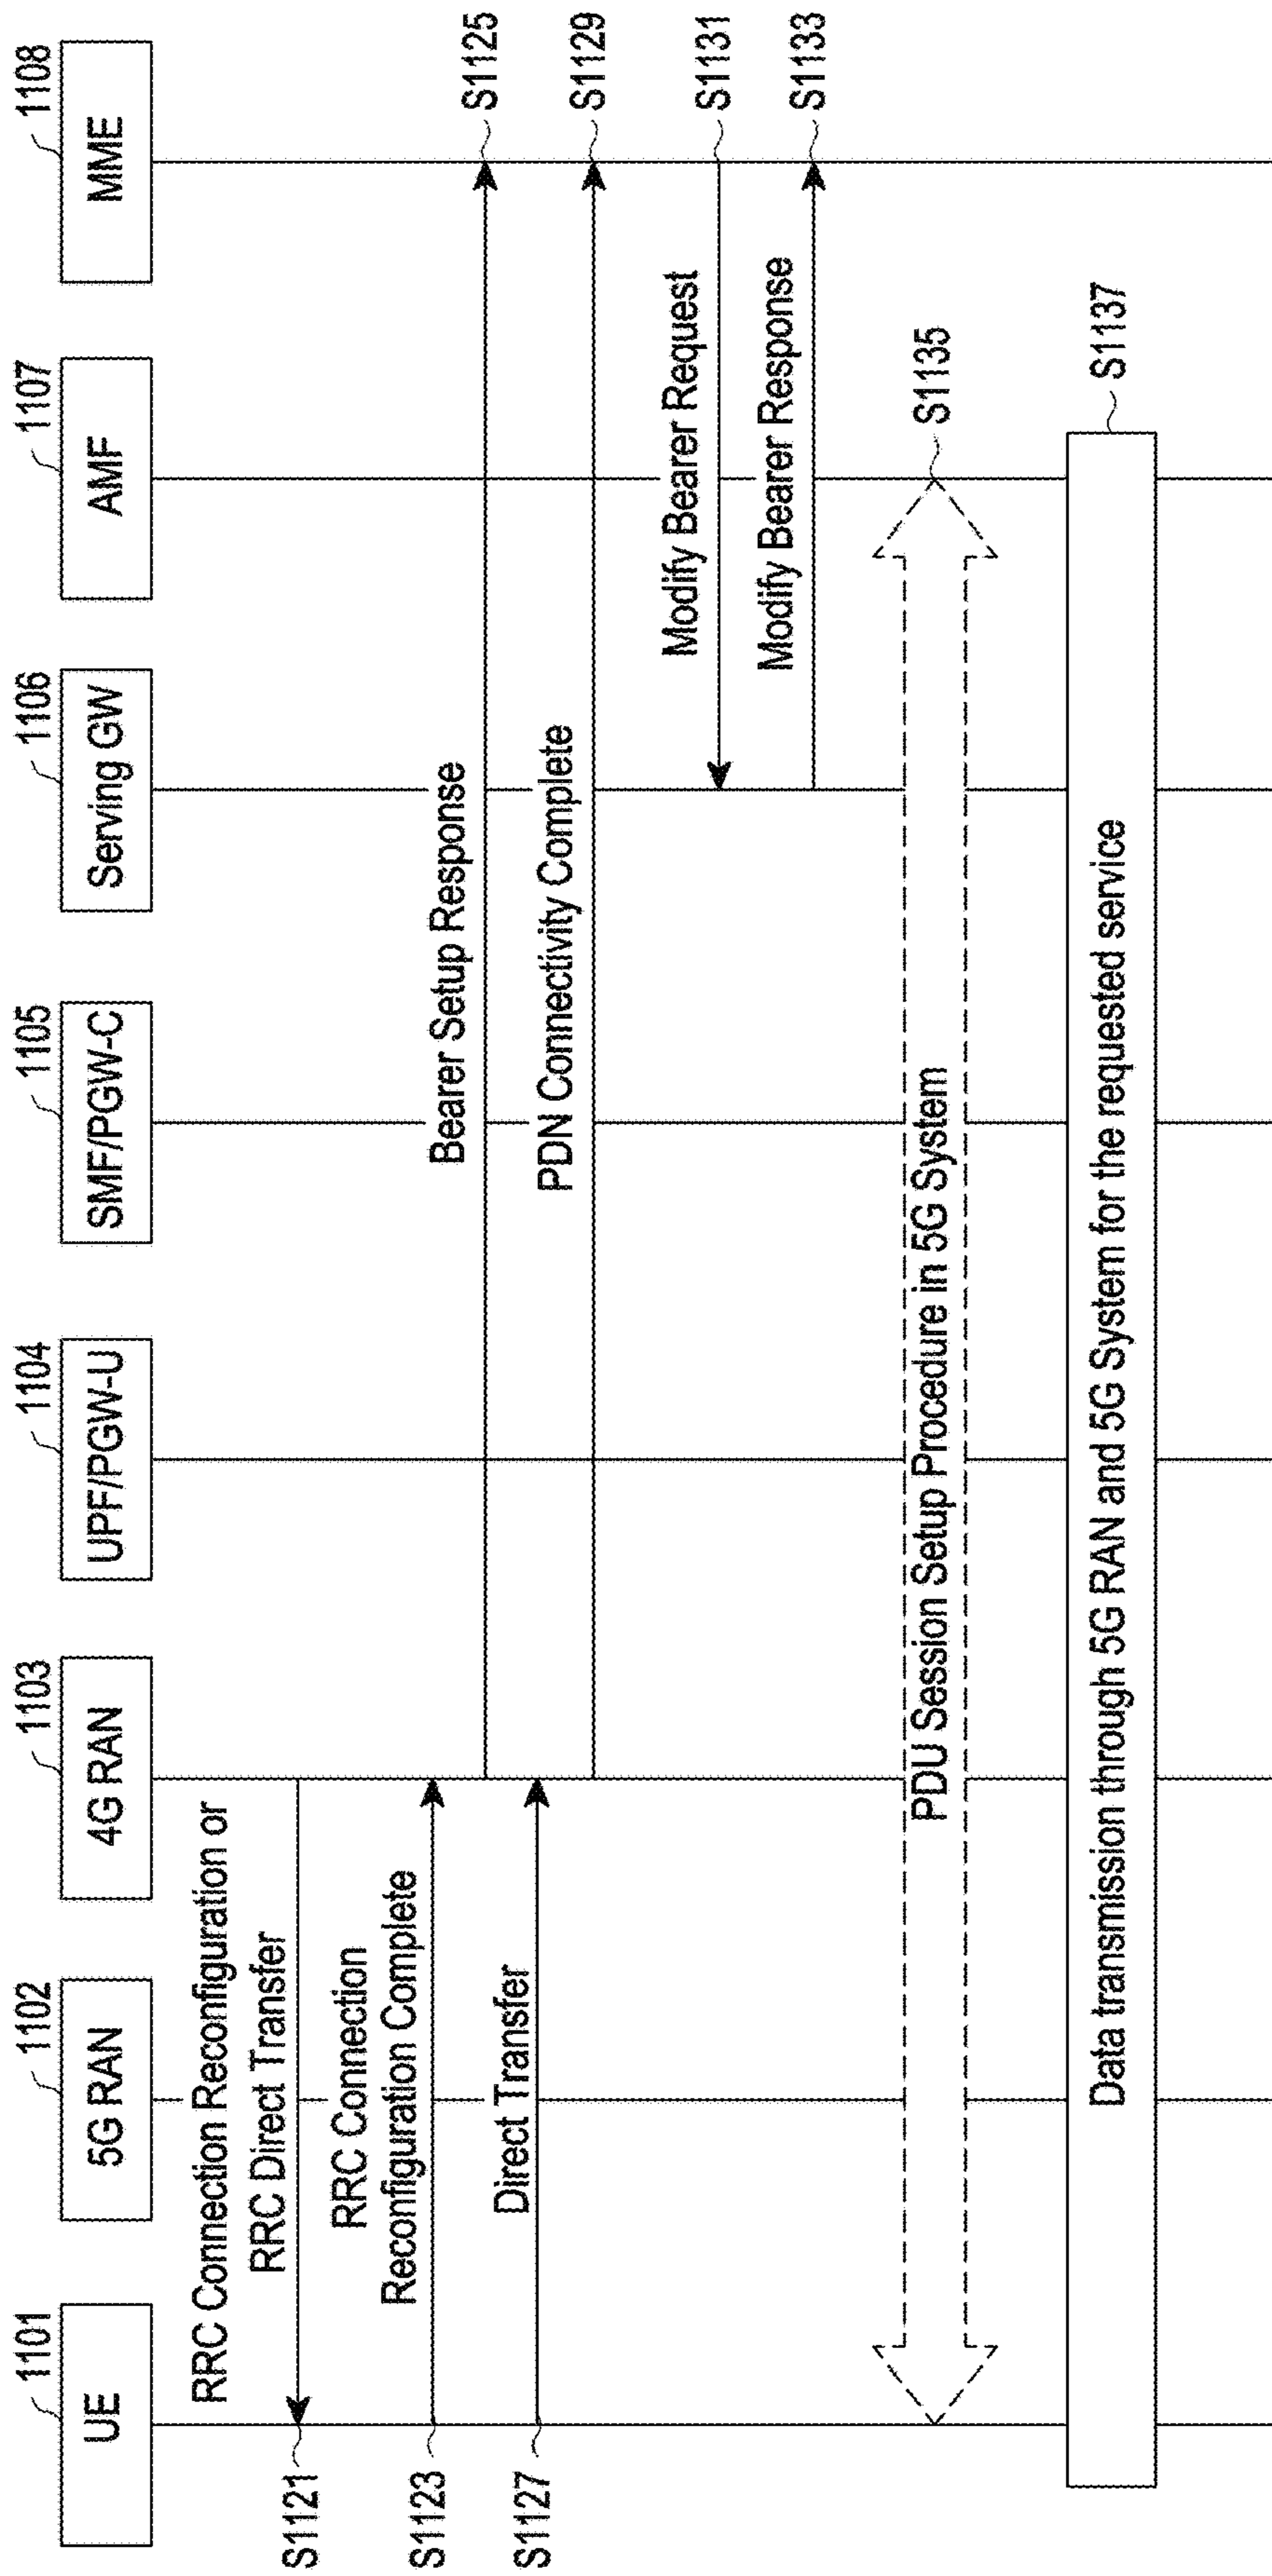 1101
1102
1103
1104
1105
1106
1107
1108
UE
5G RAN
4G RAN
UPF/PGW-U
SMF/PGW-C
Serving GW
AMF
MME
RRC Connection Reconfiguration or
RRC Direct Transfer
S1121
RRC Connection
Reconfiguration Complete
S1123
Bearer Setup Response
S1125
Direct Transfer
S1127
PDN Connectivity Complete
S1129
Modify Bearer Request
S1131
Modify Bearer Response
S1133
PDU Session Setup Procedure in 5G System
S1135
Data transmission through 5G RAN and 5G System for the requested service
S1137